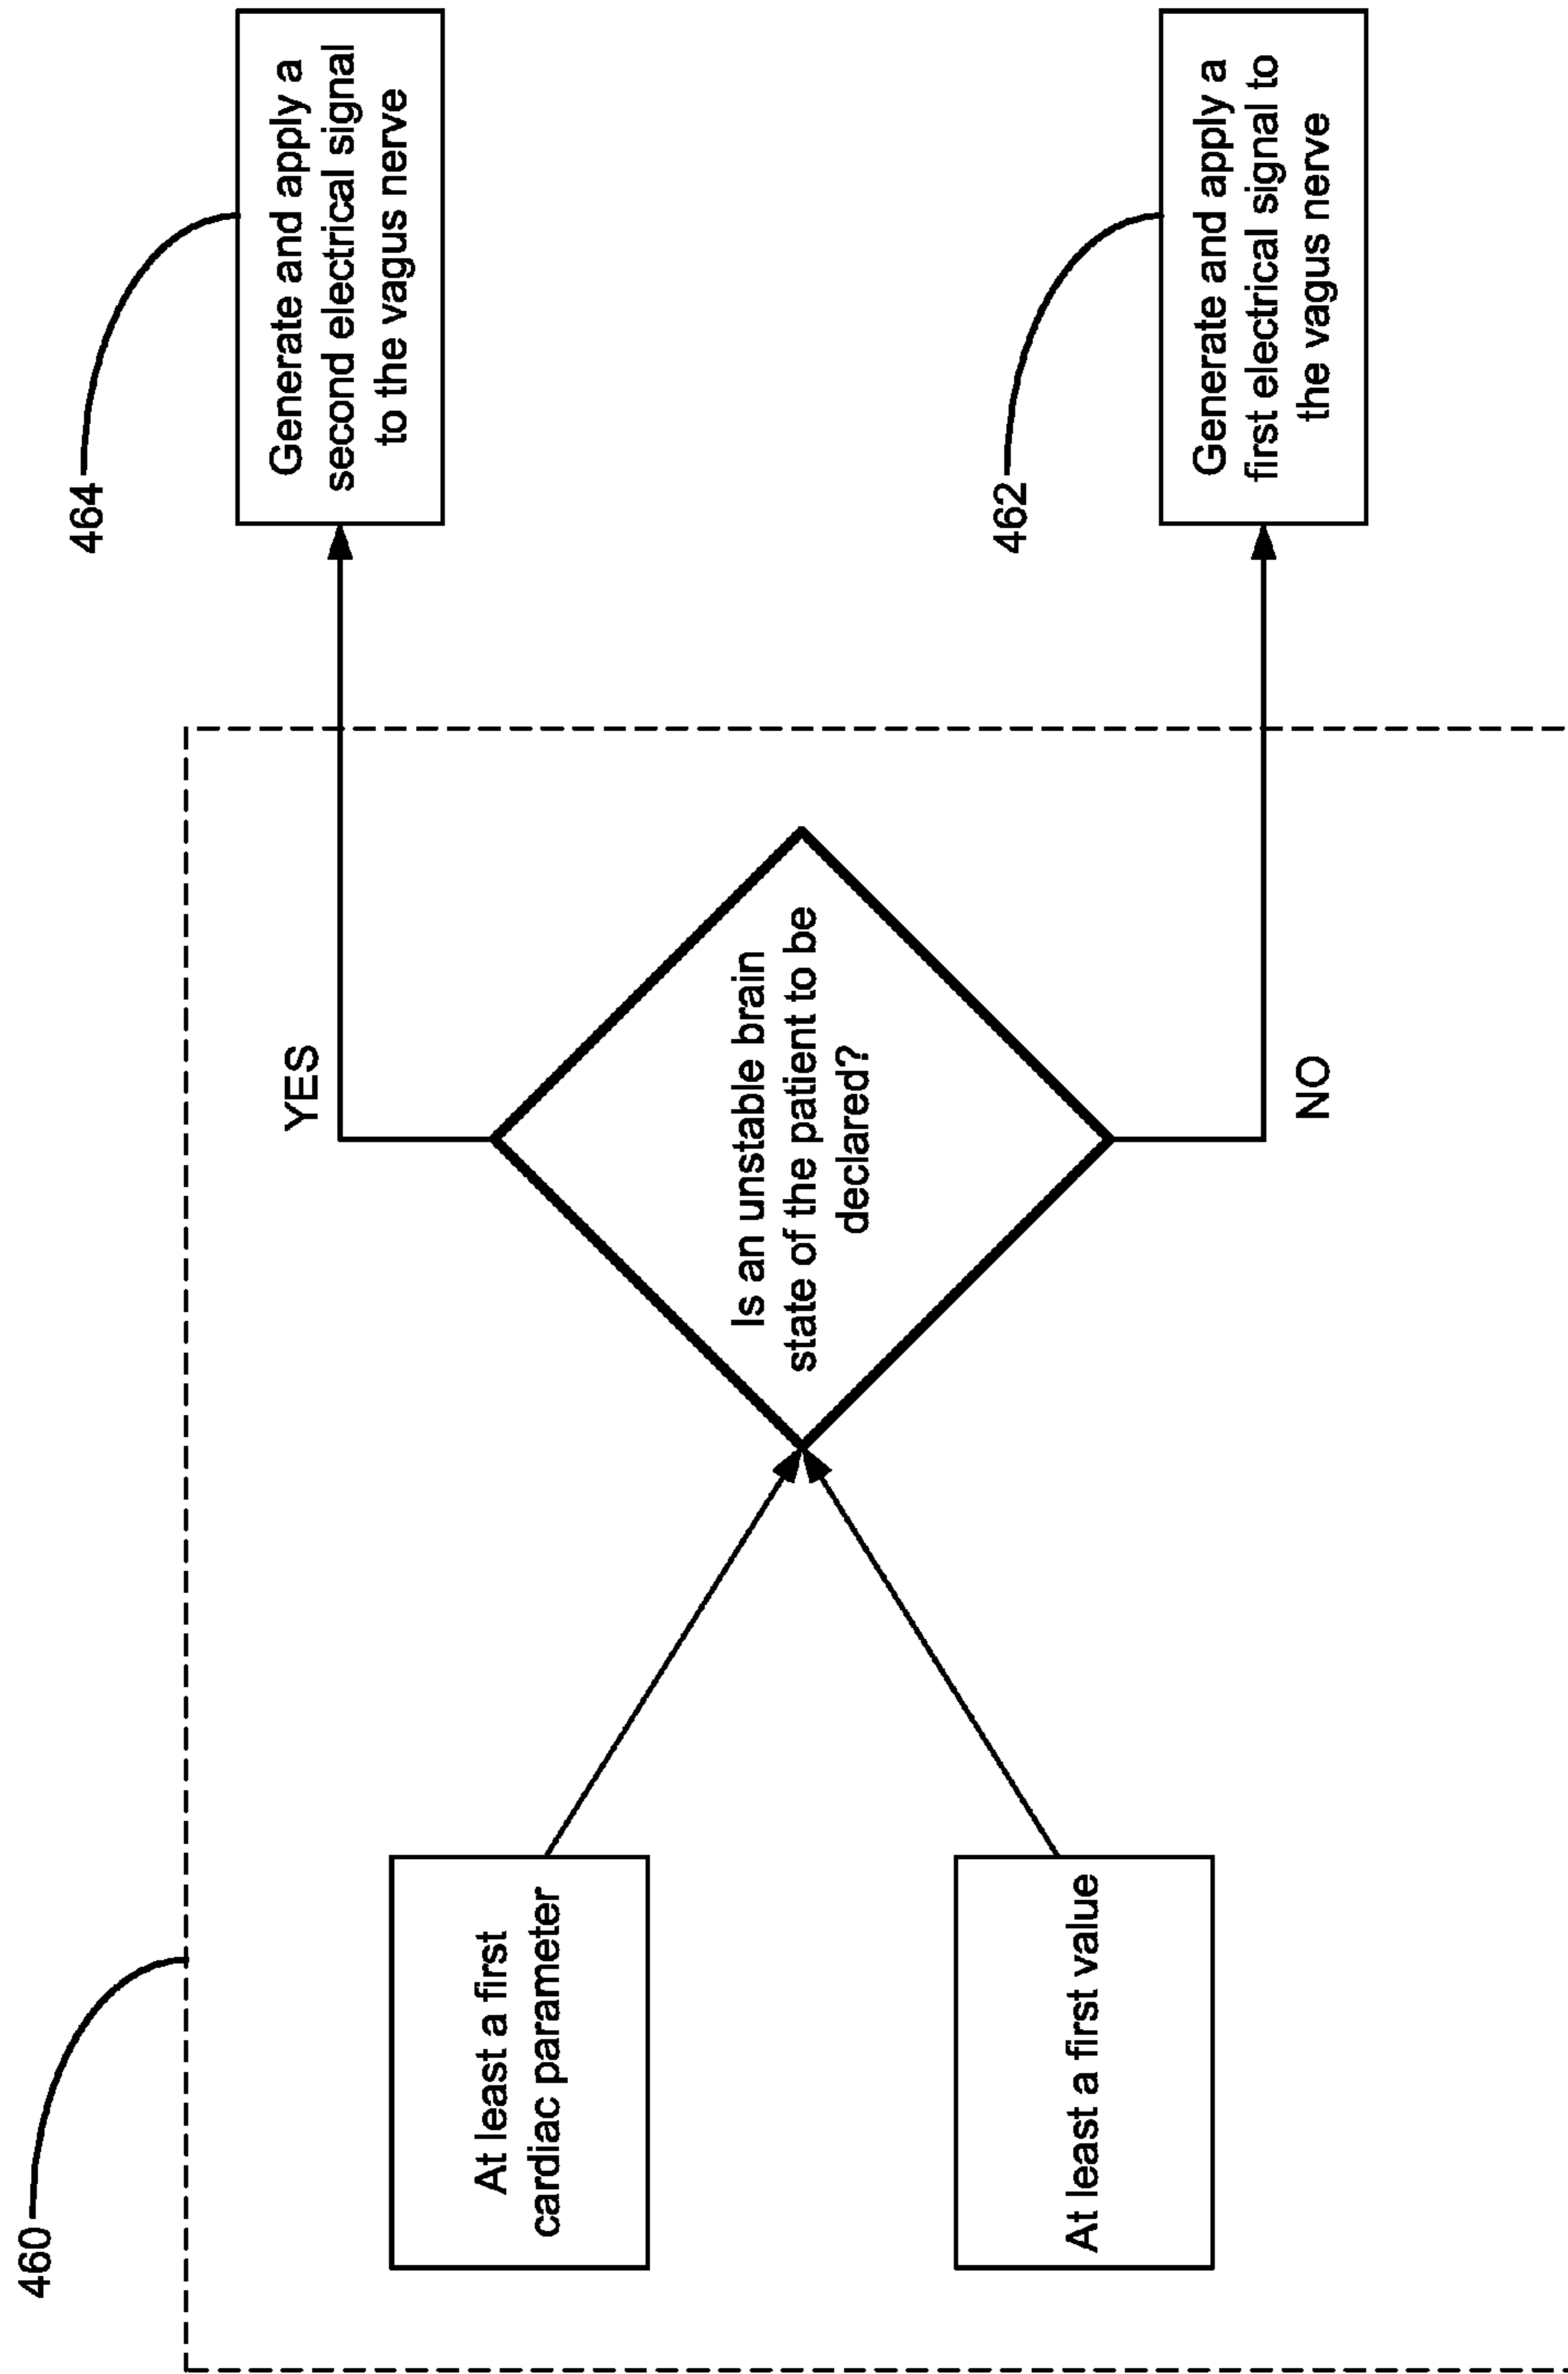 460
At least a first
cardiac parameter
At least a first value
Is an unstable brain
state of the patient to be
declared?
YES
NO
464
Generate and apply a
second electrical signal
to the vagus nerve
462
Generate and apply a
first electrical signal to
the vagus nerve